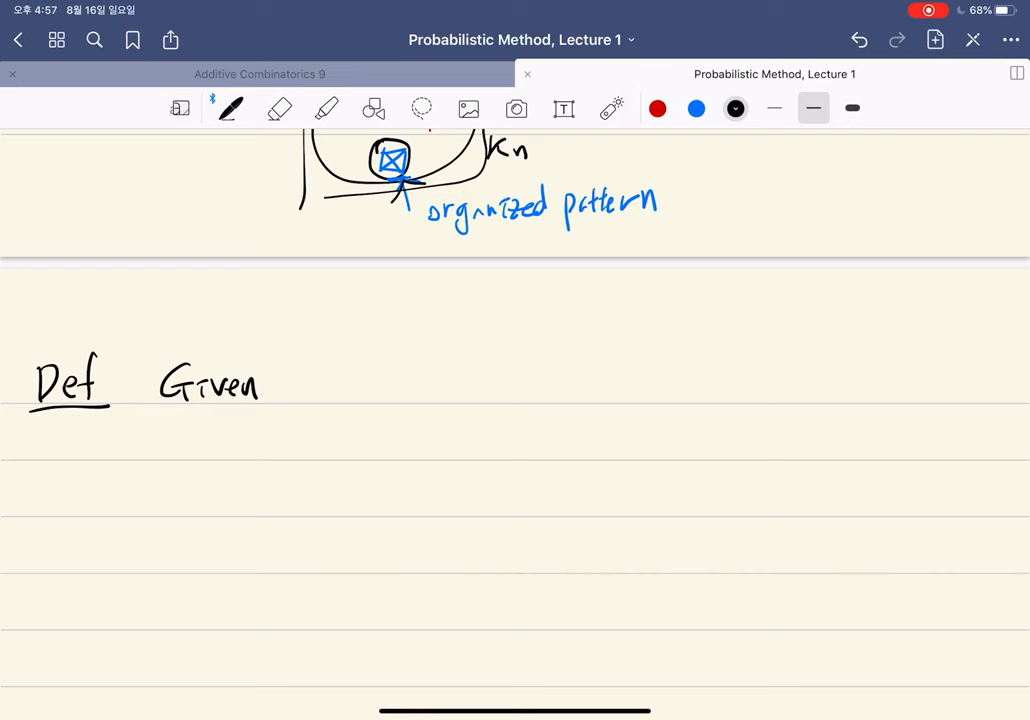 오후 4:57 8월 16일 일요일 68%
Probabilistic Method, Lecture 1
Additive Combinatorics 9 Probabilistic Method, Lecture 1
Kn
organized pattern
Def Given